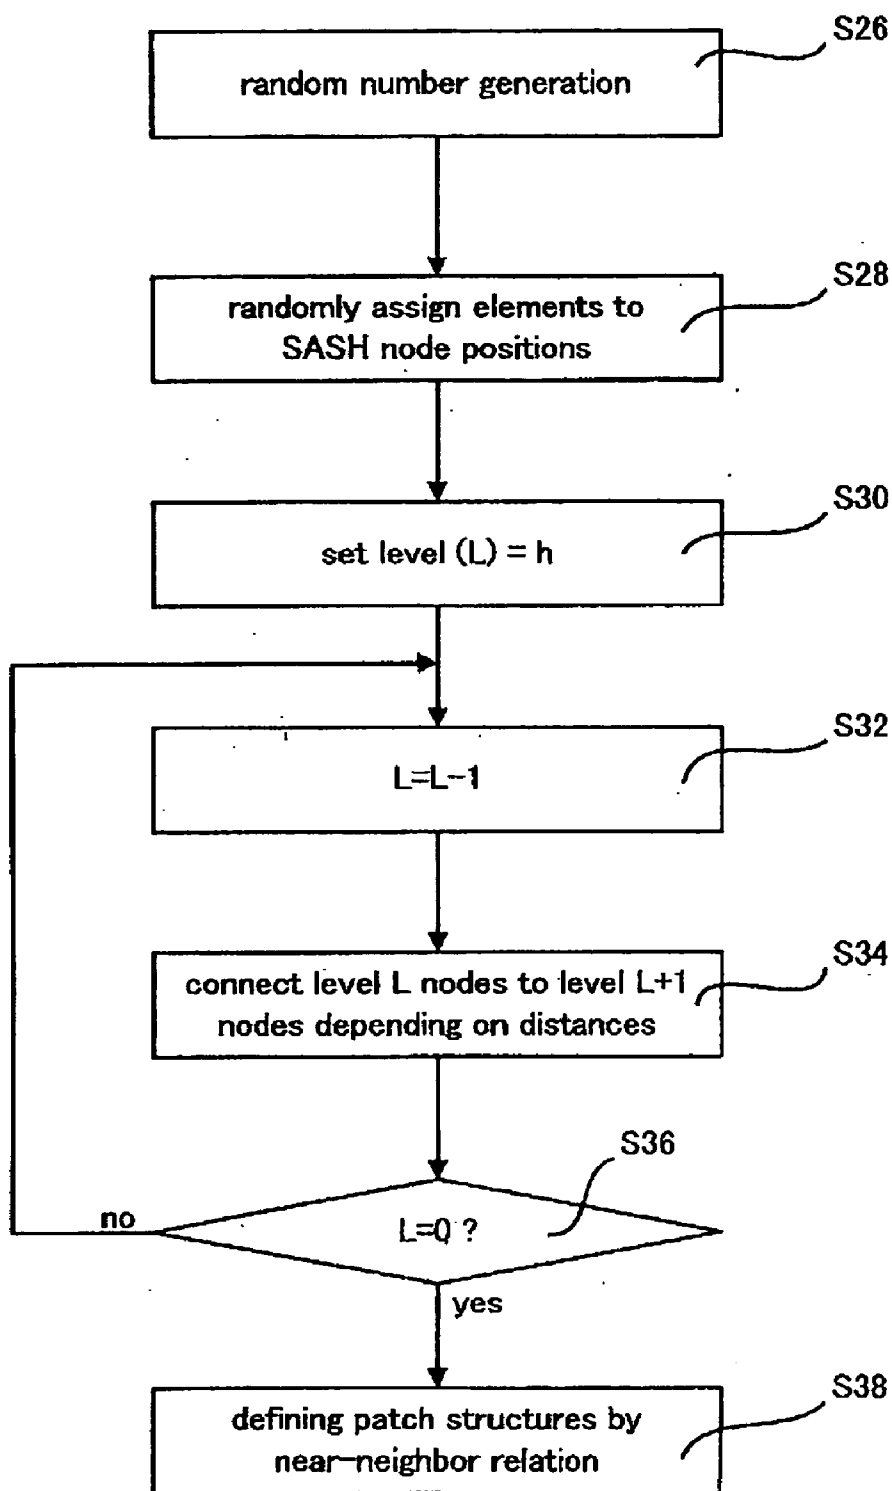 S26
random number generation
S28
randomly assign elements to
SASH node positions
S30
set level (L) = h
S32
L=L-1
S34
connect level L nodes to level L+1
nodes depending on distances
S36
no
L=0 ?
yes
S38
defining patch structures by
near-neighbor relation